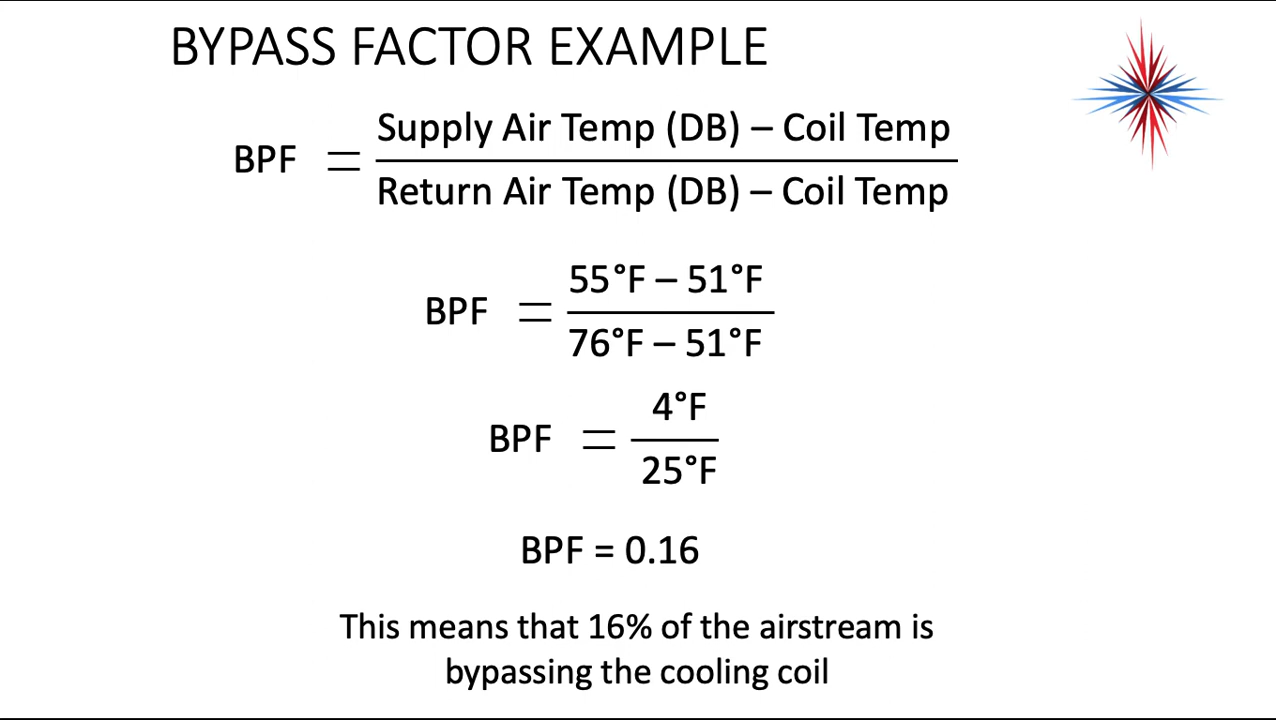 BYPASS FACTOR EXAMPLE
BPF = Supply Air Temp (DB) – Coil Temp
Return Air Temp (DB) – Coil Temp
BPF = 55°F – 51°F
76°F – 51°F
BPF = 4°F
25°F
BPF = 0.16
This means that 16% of the airstream is
bypassing the cooling coil